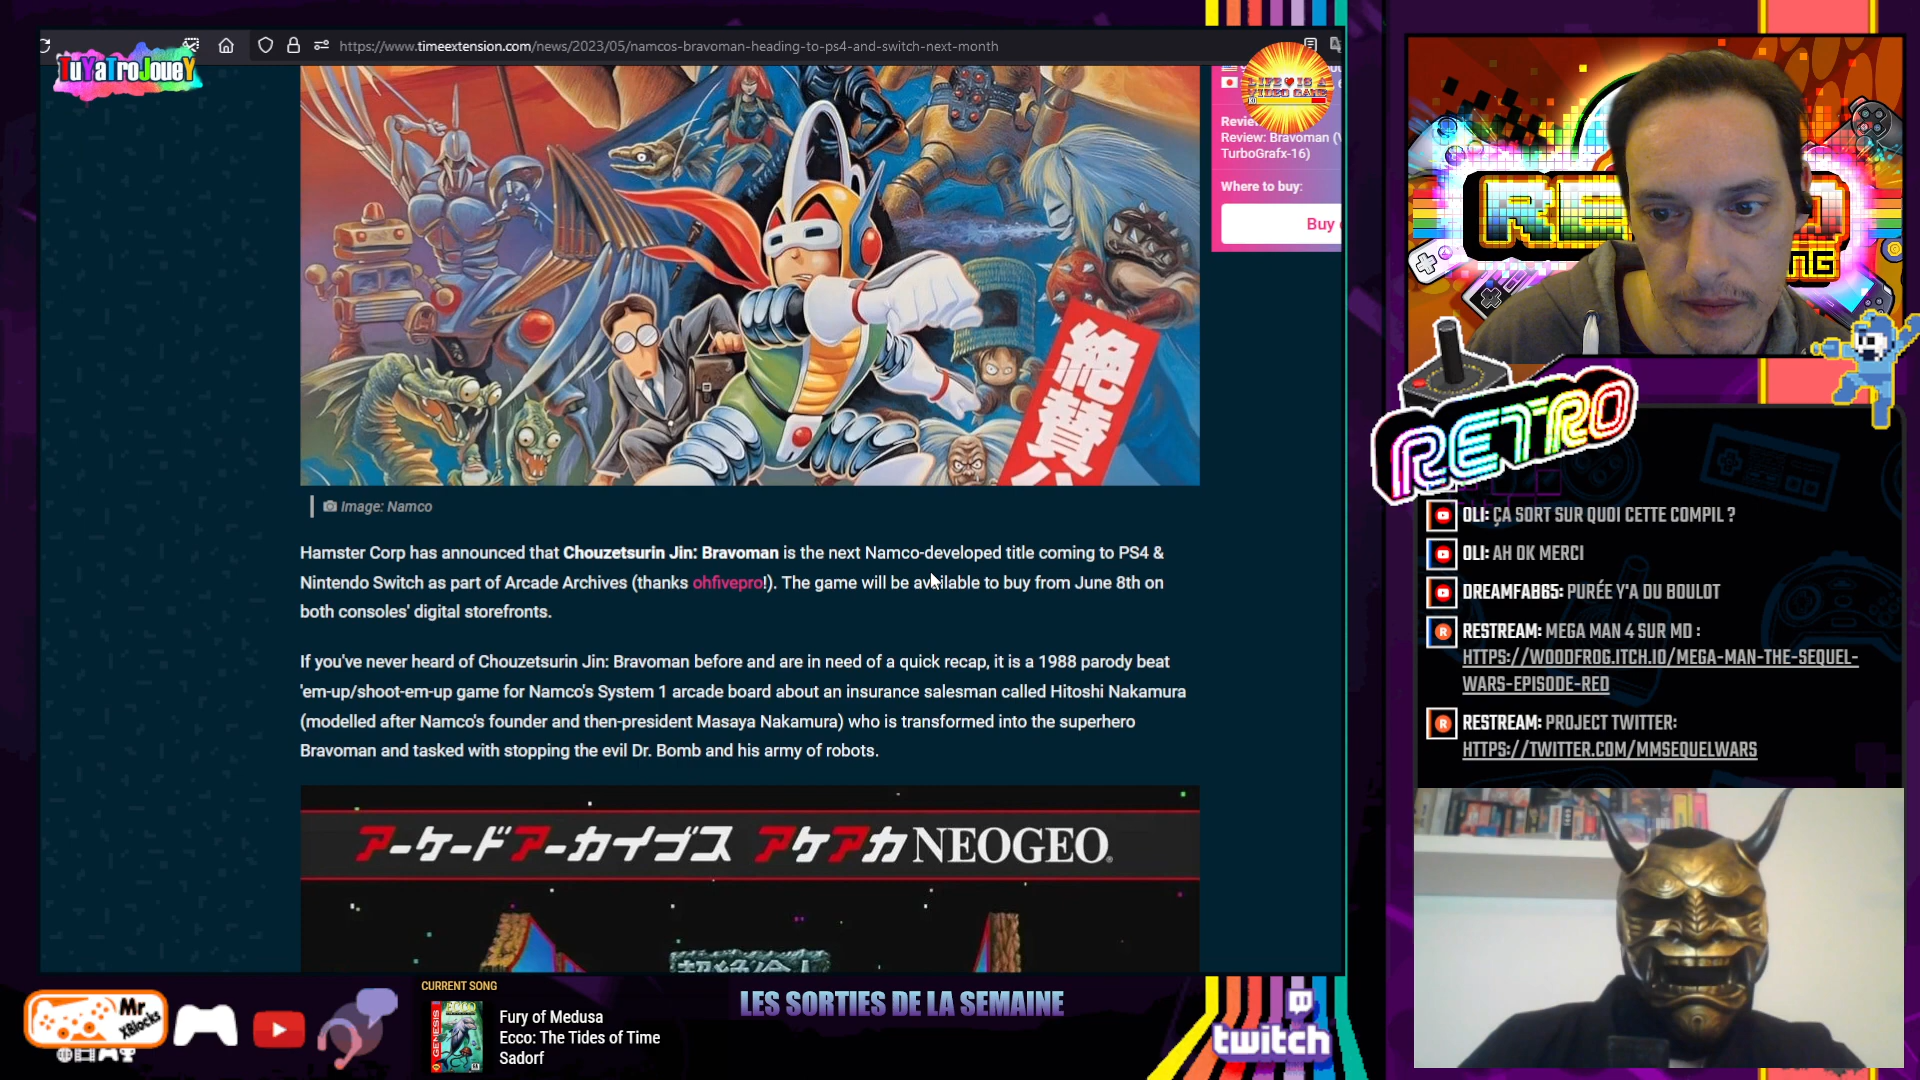 https://www.timeextension.com/news/2023/05/namcos-bravoman-heading-to-ps4-and-switch-next-month
TuYaTroJoueY
LIFE IS A
VIDEO GAME
Review: Bravoman (
TurboGrafx-16)
Where to buy:
Buy
絶賛
Image: Namco
Hamster Corp has announced that Chouzetsurin Jin: Bravoman is the next Namco-developed title coming to PS4 &
Nintendo Switch as part of Arcade Archives (thanks ohfivepro!). The game will be available to buy from June 8th on
both consoles' digital storefronts.
If you've never heard of Chouzetsurin Jin: Bravoman before and are in need of a quick recap, it is a 1988 parody beat
'em-up/shoot-em-up game for Namco's System 1 arcade board about an insurance salesman called Hitoshi Nakamura
(modelled after Namco's founder and then-president Masaya Nakamura) who is transformed into the superhero
Bravoman and tasked with stopping the evil Dr. Bomb and his army of robots.
アーケードアーカイブス アケアカNEOGEO
RETRO
OLI: ÇA SORT SUR QUOI CETTE COMPIL ?
OLI: AH OK MERCI
DREAMFAB65: PURÉE Y'A DU BOULOT
RESTREAM: MEGA MAN 4 SUR MD :
HTTPS://WOODFROG.ITCH.IO/MEGA-MAN-THE-SEQUEL-
WARS-EPISODE-RED
RESTREAM: PROJECT TWITTER:
HTTPS://TWITTER.COM/MMSEQUELWARS
Mr
XBlocks
CURRENT SONG
GENESIS
ECCO
Fury of Medusa
Ecco: The Tides of Time
Sadorf
LES SORTIES DE LA SEMAINE
twitch